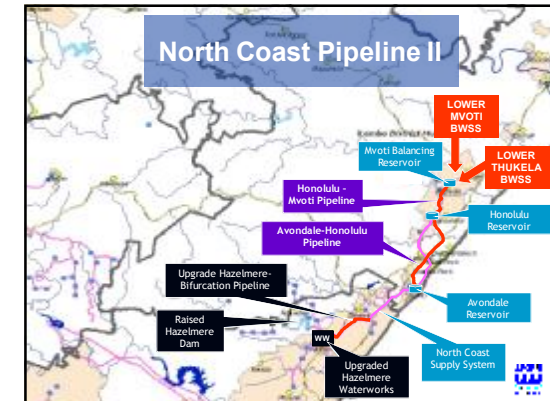 North Coast Pipeline II
LOWER
MVOTI
BWSS
Mvoti Balancing
Reservoir
LOWER
THUKELA
BWSS
Honolulu -
Mvoti Pipeline
Honolulu
Reservoir
Avondale-Honolulu
Pipeline
Upgrade Hazelmere-
Bifurcation Pipeline
Avondale
Reservoir
Raised
Hazelmere
Dam
WW
North Coast
Supply System
Upgraded
Hazelmere
Waterworks